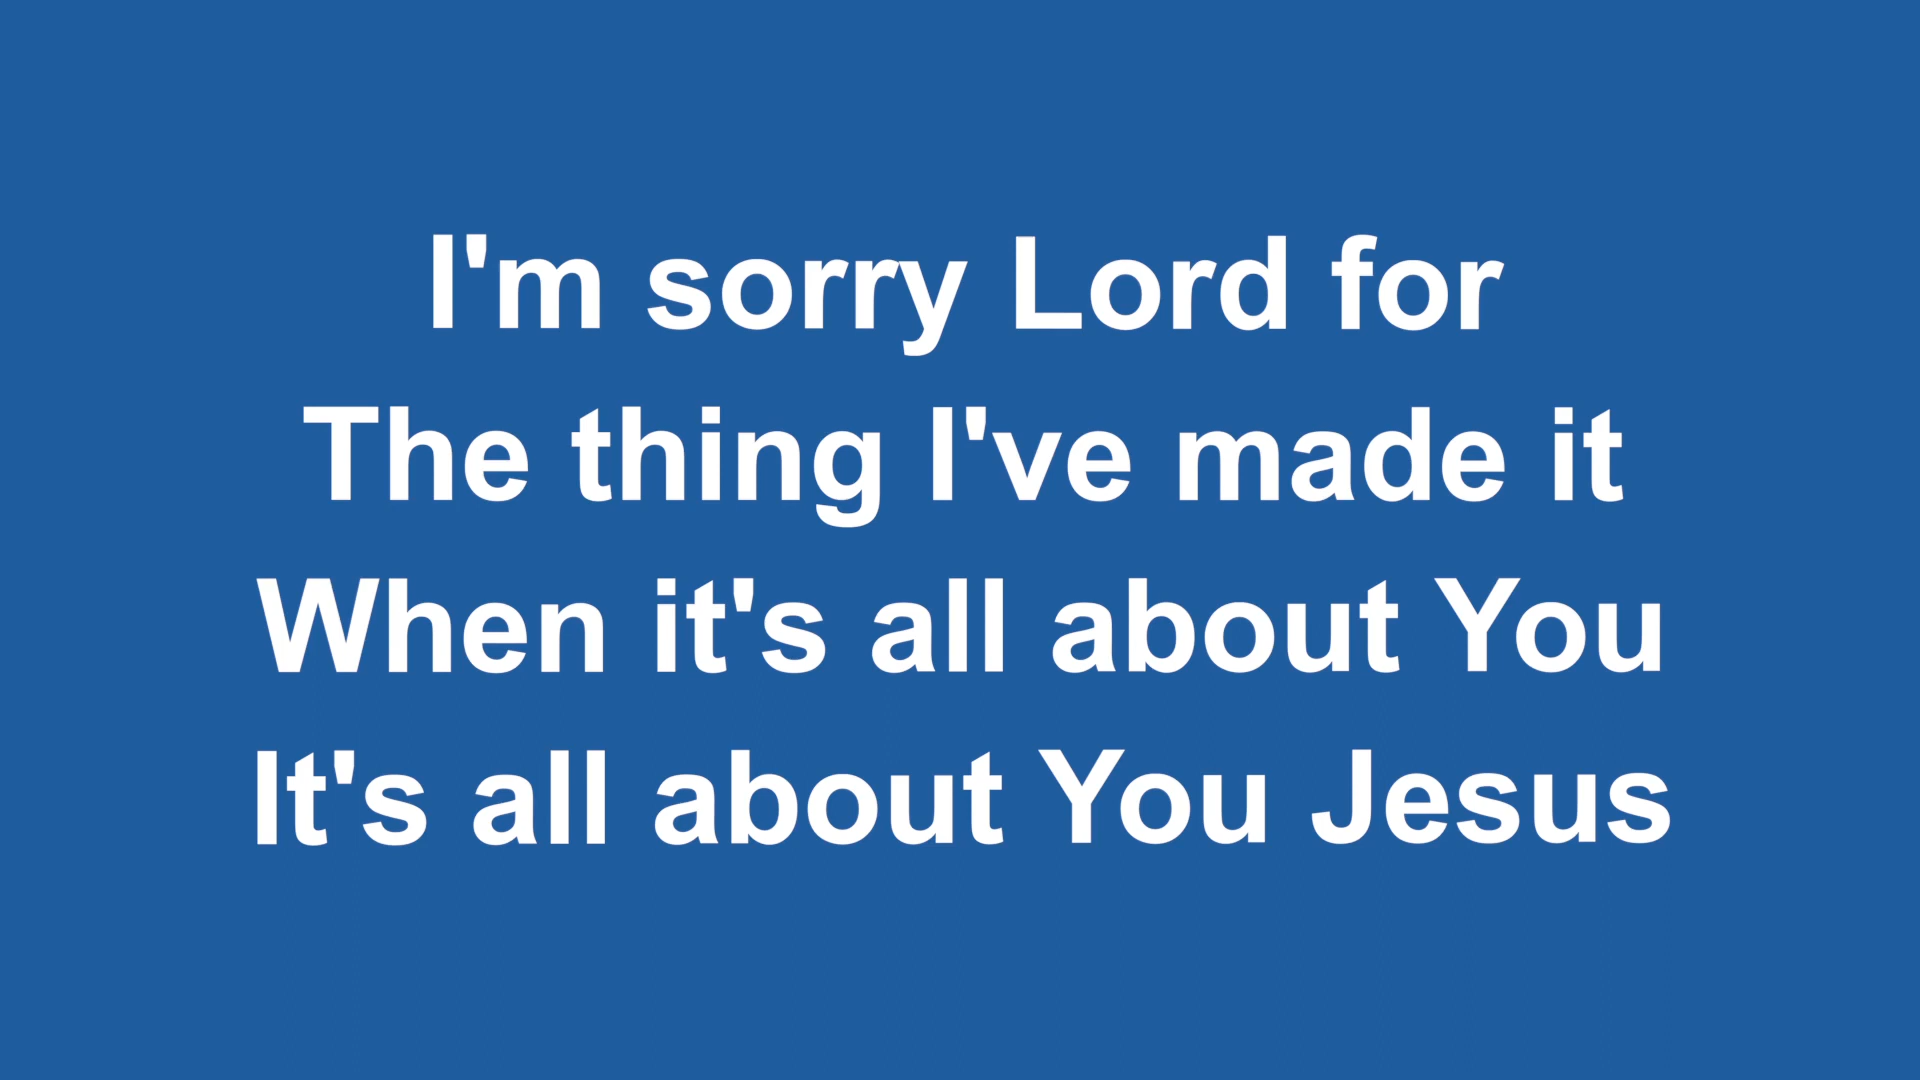 I'm sorry Lord for
The thing I've made it
When it's all about You
It's all about You Jesus